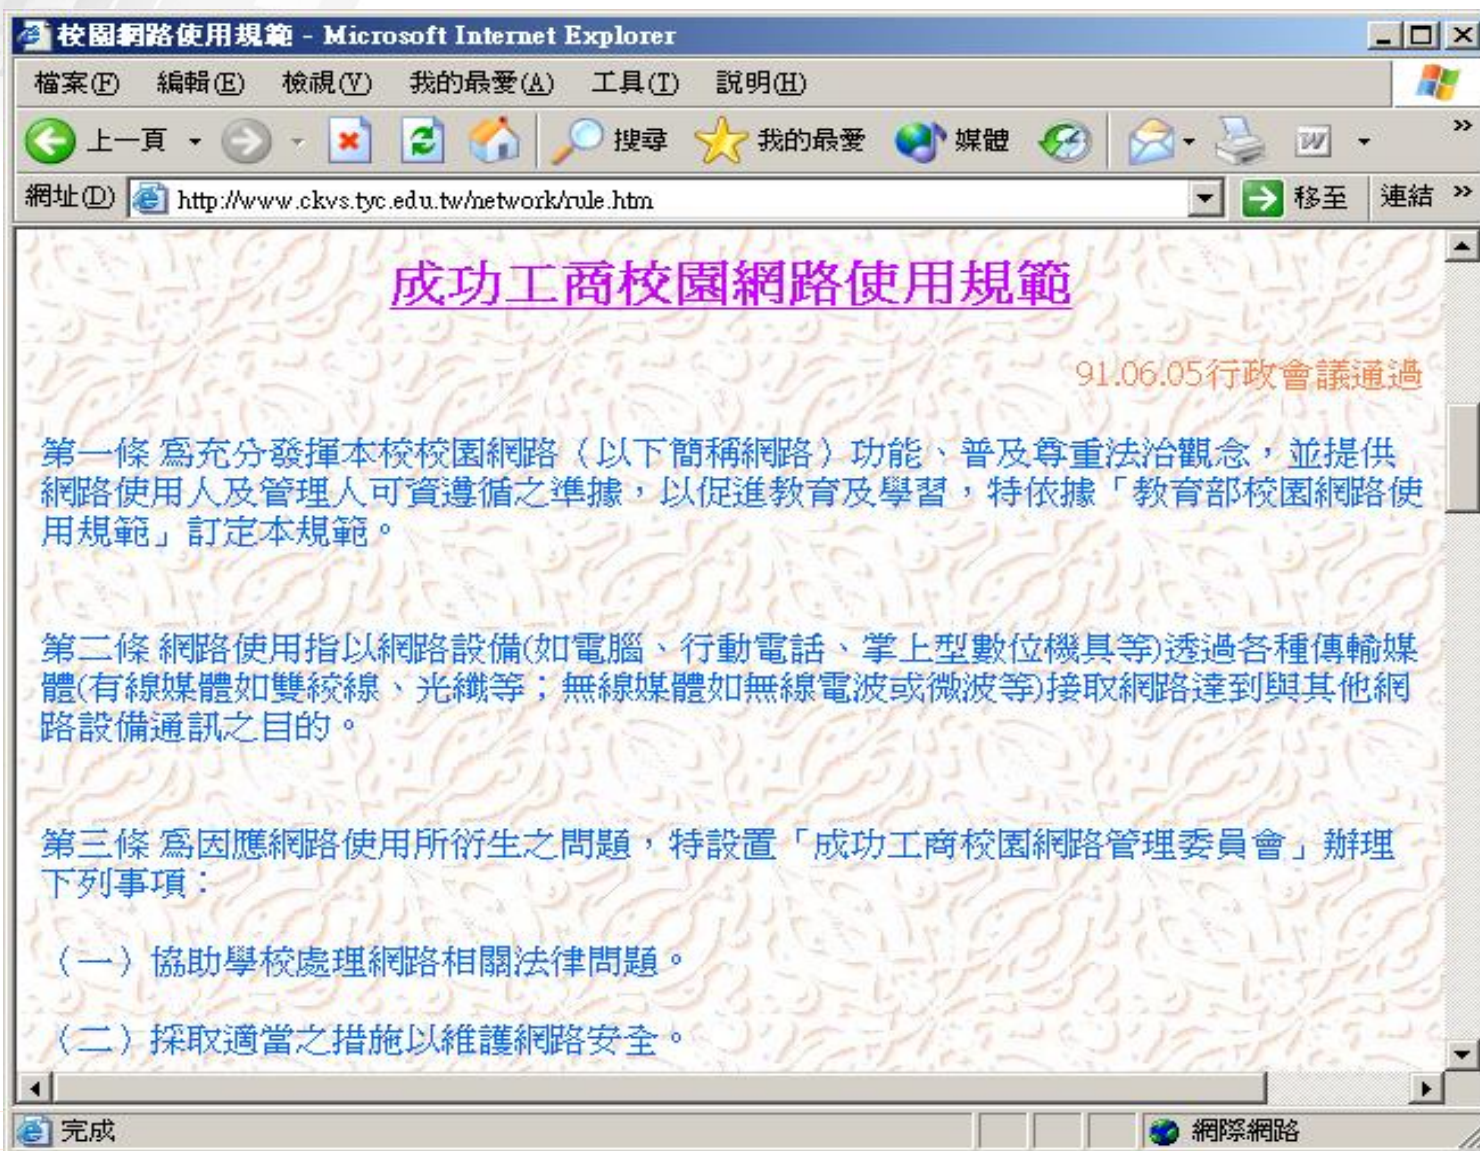 校園網路使用規範 - Microsoft Internet Explorer
檔案(F) 編輯(E) 檢視(V) 我的最愛(A) 工具(T) 說明(H)
上一頁 搜尋 我的最愛 媒體 W »
網址(D) http://www.ckvs.tyc.edu.tw/network/rule.htm 移至 連結 »
成功工商校園網路使用規範
91.06.05行政會議通過
第一條 為充分發揮本校校園網路（以下簡稱網路）功能、普及尊重法治觀念，並提供
網路使用人及管理人可資遵循之準據，以促進教育及學習，特依據「教育部校園網路使
用規範」訂定本規範。
第二條 網路使用指以網路設備(如電腦、行動電話、掌上型數位機具等)透過各種傳輸媒
體(有線媒體如雙絞線、光纖等；無線媒體如無線電波或微波等)接取網路達到與其他網
路設備通訊之目的。
第三條 為因應網路使用所衍生之問題，特設置「成功工商校園網路管理委員會」辦理
下列事項：
（一）協助學校處理網路相關法律問題。
（二）採取適當之措施以維護網路安全。
完成 網際網路